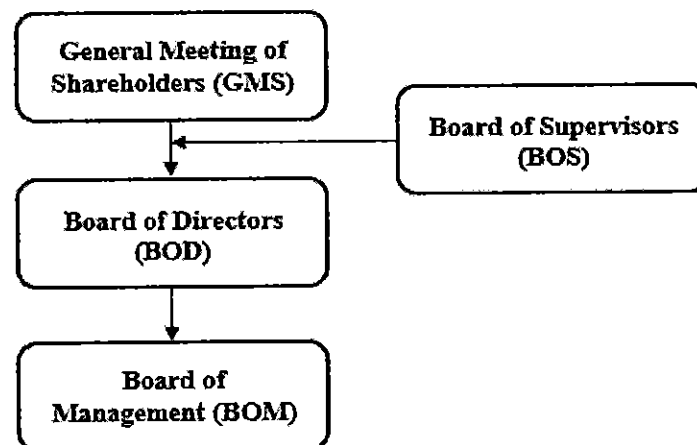 General Meeting of
Shareholders (GMS)
Board of Supervisors
(BOS)
Board of Directors
(BOD)
Board of
Management (BOM)